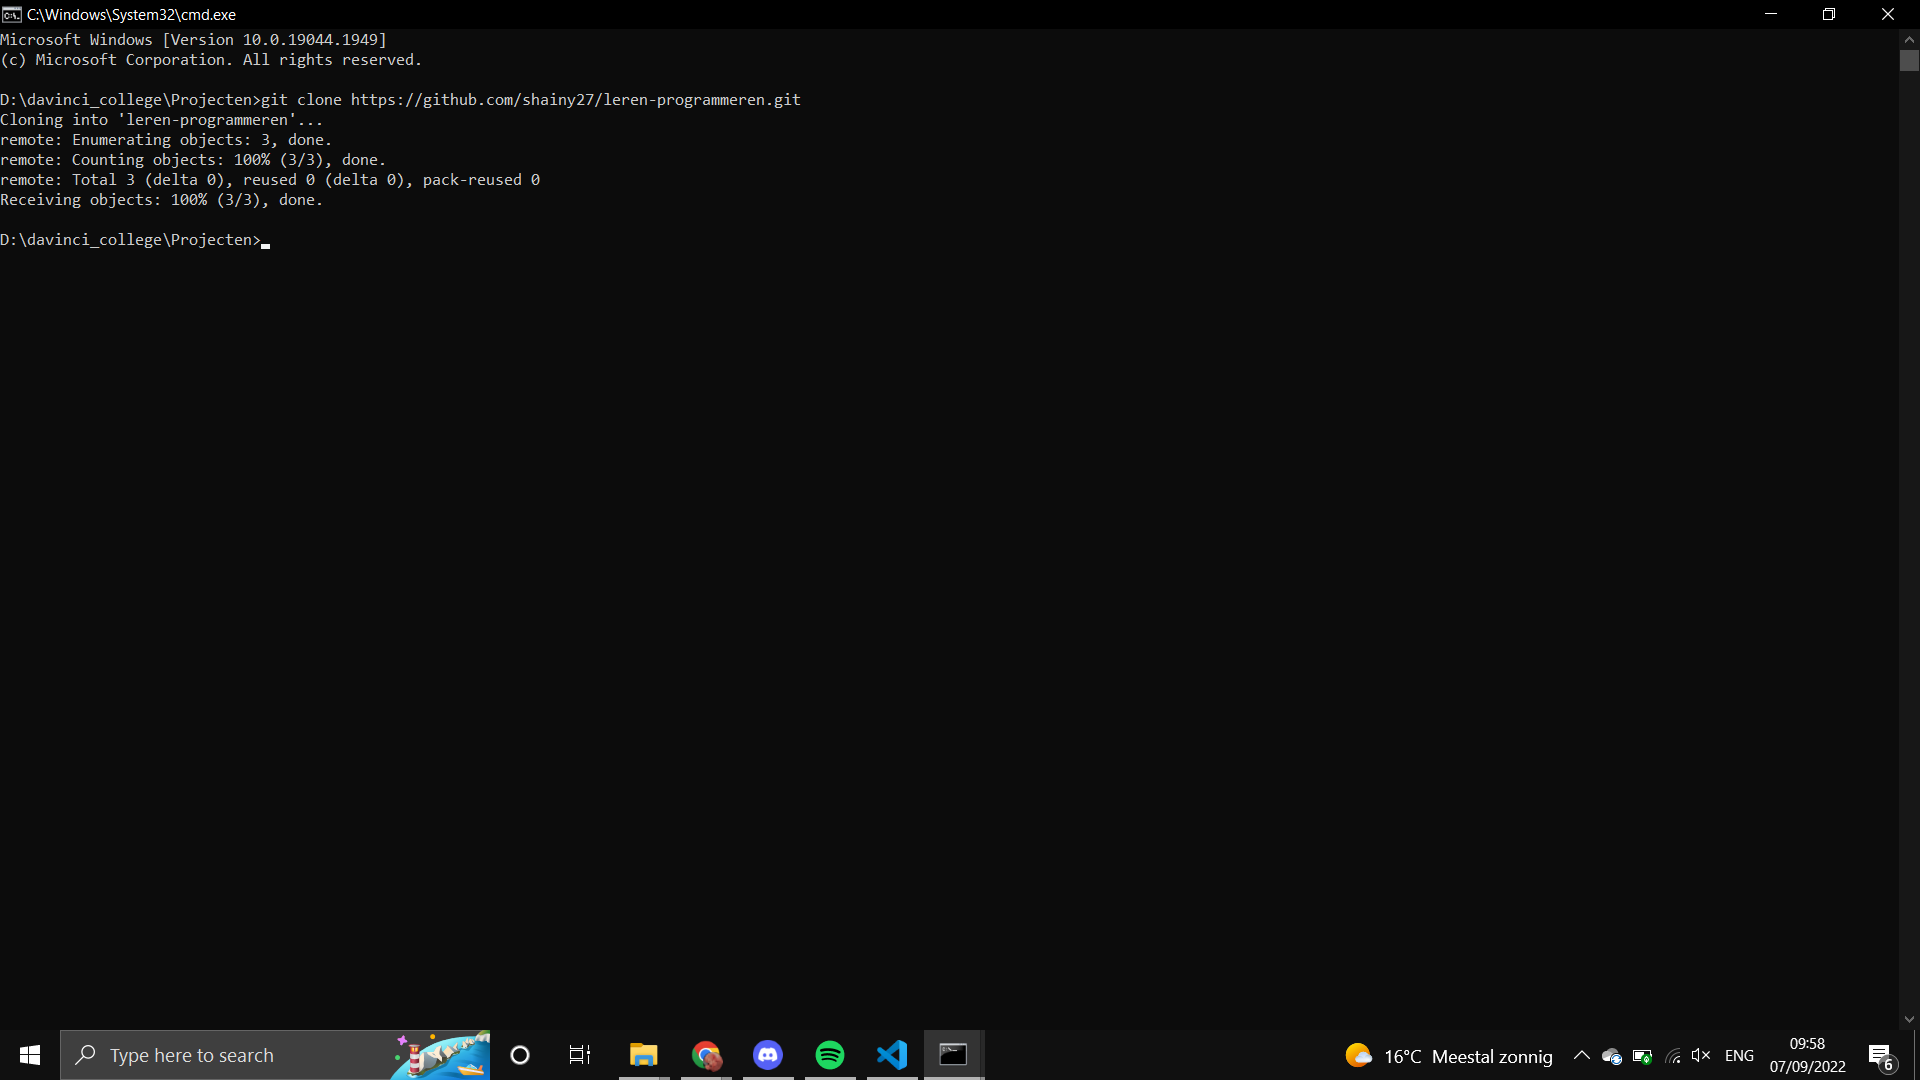 C:\Windows\System32\cmd.exe
Microsoft Windows [Version 10.0.19044.1949]
(c) Microsoft Corporation. All rights reserved.
D:\davinci_college\Projecten>git clone https://github.com/shainy27/leren-programmeren.git
Cloning into 'leren-programmeren'...
remote: Enumerating objects: 3, done.
remote: Counting objects: 100% (3/3), done.
remote: Total 3 (delta 0), reused 0 (delta 0), pack-reused 0
Receiving objects: 100% (3/3), done.
D:\davinci_college\Projecten>
Type here to search
16°C Meestal zonnig
ENG
09:58
07/09/2022
6